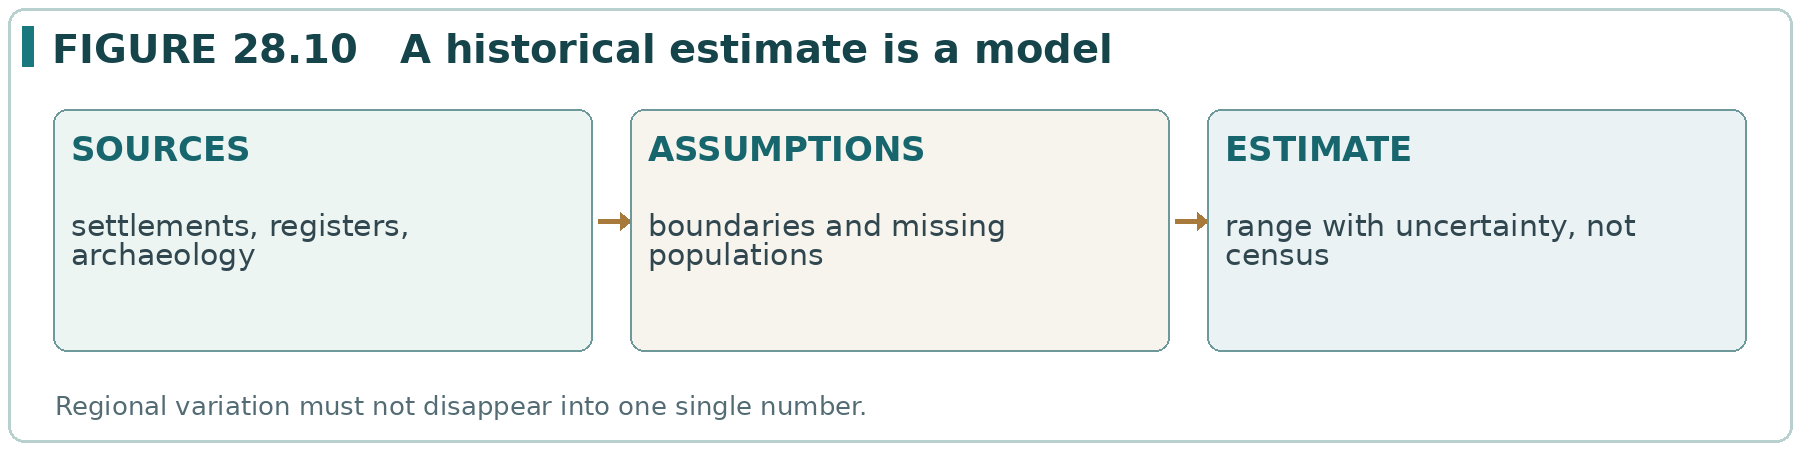 FIGURE 28.10 A historical estimate is a model
SOURCES
settlements, registers,
archaeology
ASSUMPTIONS
boundaries and missing
populations
ESTIMATE
range with uncertainty, not
census
Regional variation must not disappear into one single number.